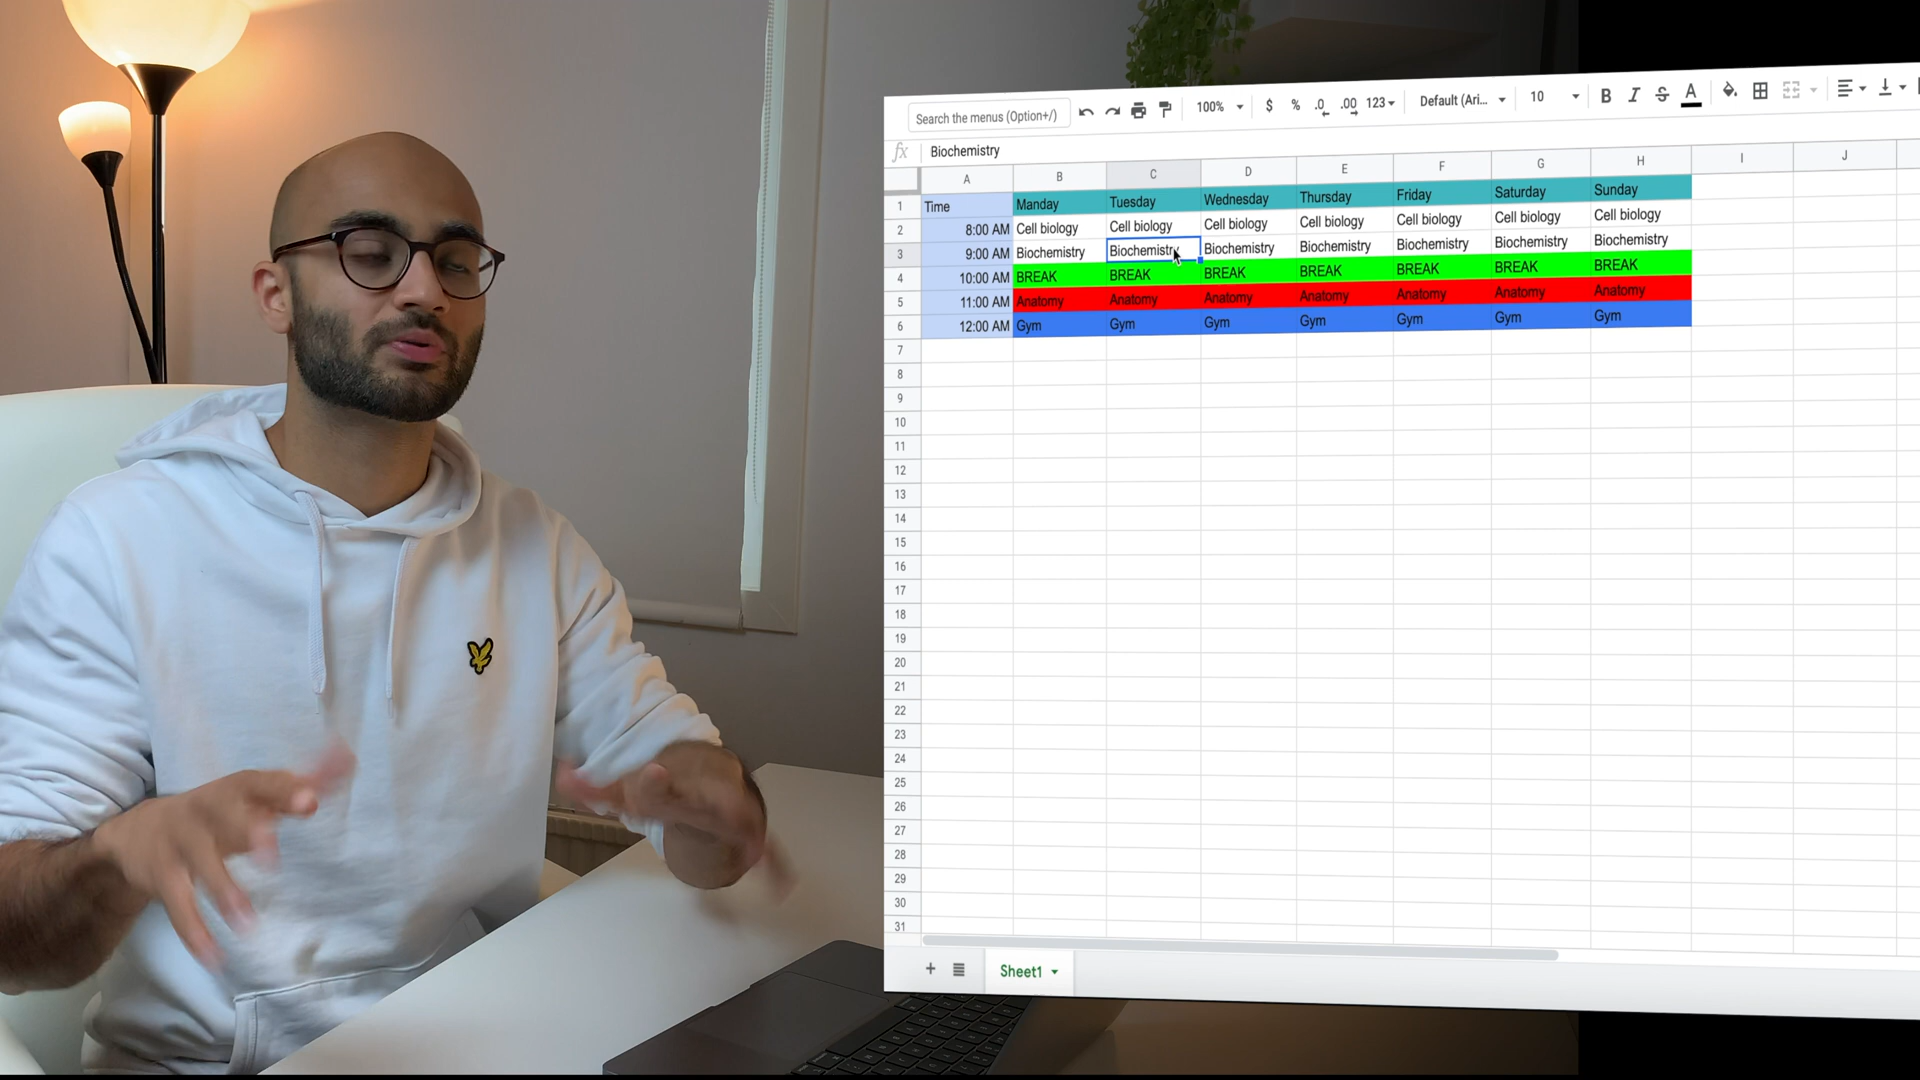 Search the menus (Option+/) 100% $ % .0 .00 123 Default (Ari... 10 B I S A
fx Biochemistry
A B C D E F G H I J
1 Time Manday Tuesday Wednesday Thursday Friday Saturday Sunday
2 8:00 AM Cell biology Cell biology Cell biology Cell biology Cell biology Cell biology Cell biology
3 9:00 AM Biochemistry Biochemistry Biochemistry Biochemistry Biochemistry Biochemistry Biochemistry
4 10:00 AM BREAK BREAK BREAK BREAK BREAK BREAK BREAK
5 11:00 AM Anatomy Anatomy Anatomy Anatomy Anatomy Anatomy Anatomy
6 12:00 AM Gym Gym Gym Gym Gym Gym Gym
7
8
9
10
11
12
13
14
15
16
17
18
19
20
21
22
23
24
25
26
27
28
29
30
31
+ Sheet1